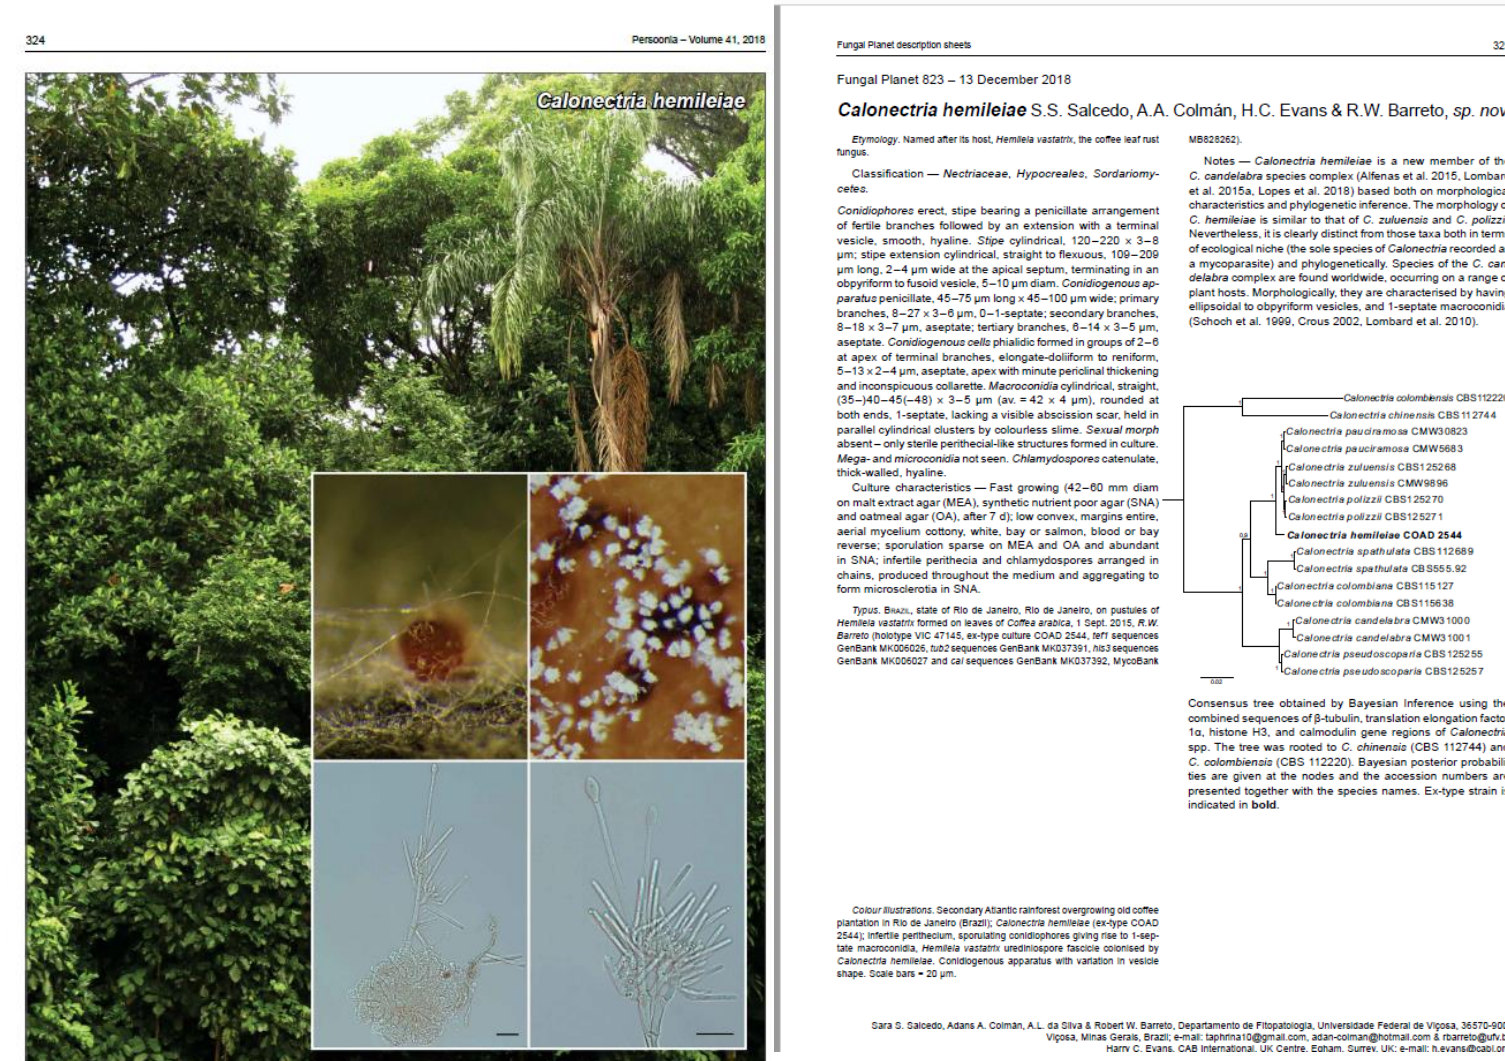 324
Persoonia – Volume 41, 2018
Calonectria hemileiae
Fungal Planet description sheets
32
Fungal Planet 823 – 13 December 2018
Calonectria hemileiae S.S. Salcedo, A.A. Colmán, H.C. Evans & R.W. Barreto, sp. nov
Etymology. Named after its host, Hemileia vastatrix, the coffee leaf rust
fungus.
Classification — Nectriaceae, Hypocreales, Sordariomy-
cetes.
Conidiophores erect, stipe bearing a penicillate arrangement
of fertile branches followed by an extension with a terminal
vesicle, smooth, hyaline. Stipe cylindrical, 120–220 × 3–8
µm; stipe extension cylindrical, straight to flexuous, 109–209
µm long, 2–4 µm wide at the apical septum, terminating in an
obpyriform to fusoid vesicle, 5–10 µm diam. Conidiogenous ap-
paratus penicillate, 45–75 µm long x 45–100 µm wide; primary
branches, 8–27 × 3–6 µm, 0–1-septate; secondary branches,
8–18 × 3–7 µm, aseptate; tertiary branches, 6–14 × 3–5 µm,
aseptate. Conidiogenous cells phialidic formed in groups of 2–6
at apex of terminal branches, elongate-doliiform to reniform,
5–13 × 2–4 µm, aseptate, apex with minute periclinal thickening
and inconspicuous collarette. Macroconidia cylindrical, straight,
(35–)40–45(–48) × 3–5 µm (av. = 42 × 4 µm), rounded at
both ends, 1-septate, lacking a visible abscission scar, held in
parallel cylindrical clusters by colourless slime. Sexual morph
absent – only sterile perithecial-like structures formed in culture.
Mega- and microconidia not seen. Chlamydospores catenulate,
thick-walled, hyaline.
Culture characteristics — Fast growing (42–60 mm diam
on malt extract agar (MEA), synthetic nutrient poor agar (SNA)
and oatmeal agar (OA), after 7 d); low convex, margins entire,
aerial mycelium cottony, white, bay or salmon, blood or bay
reverse; sporulation sparse on MEA and OA and abundant
in SNA; infertile perithecia and chlamydospores arranged in
chains, produced throughout the medium and aggregating to
form microsclerotia in SNA.
Typus. Brazil, state of Rio de Janeiro, Rio de Janeiro, on pustules of
Hemileia vastatrix formed on leaves of Coffea arabica, 1 Sept. 2015, R.W.
Barreto (holotype VIC 47145, ex-type culture COAD 2544, tef1 sequences
GenBank MK006026, tub2 sequences GenBank MK037391, his3 sequences
GenBank MK006027 and cal sequences GenBank MK037392, MycoBank
MB828262).
Notes — Calonectria hemileiae is a new member of the
C. candelabra species complex (Alfenas et al. 2015, Lombard
et al. 2015a, Lopes et al. 2018) based both on morphological
characteristics and phylogenetic inference. The morphology o
C. hemileiae is similar to that of C. zuluensis and C. polizzii
Nevertheless, it is clearly distinct from those taxa both in term
of ecological niche (the sole species of Calonectria recorded a
a mycoparasite) and phylogenetically. Species of the C. can
delabra complex are found worldwide, occurring on a range o
plant hosts. Morphologically, they are characterised by having
ellipsoidal to obpyriform vesicles, and 1-septate macroconidia
(Schoch et al. 1999, Crous 2002, Lombard et al. 2010).
Calonectria colombiensis CBS112220
Calonectria chinensis CBS112744
Calonectria pauciramosa CMW30823
Calonectria pauciramosa CMW5683
Calonectria zuluensis CBS125268
Calonectria zuluensis CMW9896
Calonectria polizzii CBS125270
Calonectria polizzii CBS125271
Calonectria hemileiae COAD 2544
Calonectria spathulata CBS112689
Calonectria spathulata CBS555.92
Calonectria colombiana CBS115127
Calonectria colombiana CBS115638
Calonectria candelabra CMW31000
Calonectria candelabra CMW31001
Calonectria pseudoscoparia CBS125255
Calonectria pseudoscoparia CBS125257
0.9
0.02
Consensus tree obtained by Bayesian Inference using the
combined sequences of β-tubulin, translation elongation factor
1α, histone H3, and calmodulin gene regions of Calonectria
spp. The tree was rooted to C. chinensis (CBS 112744) and
C. colombiensis (CBS 112220). Bayesian posterior probabili
ties are given at the nodes and the accession numbers are
presented together with the species names. Ex-type strain is
indicated in bold.
Colour illustrations. Secondary Atlantic rainforest overgrowing old coffee
plantation in Rio de Janeiro (Brazil); Calonectria hemileiae (ex-type COAD
2544); infertile perithecium, sporulating conidiophores giving rise to 1-sep-
tate macroconidia, Hemileia vastatrix urediniospore fascicle colonised by
Calonectria hemileiae. Conidiogenous apparatus with variation in vesicle
shape. Scale bars = 20 µm.
Sara S. Salcedo, Adans A. Colmán, A.L. da Silva & Robert W. Barreto, Departamento de Fitopatologia, Universidade Federal de Viçosa, 36570-900
Viçosa, Minas Gerais, Brazil; e-mail: taphrina10@gmail.com, adan-colman@hotmail.com & rbarreto@ufv.b
Harry C. Evans, CAB International, UK Centre, Egham, Surrey, UK; e-mail: h.evans@cabi.or